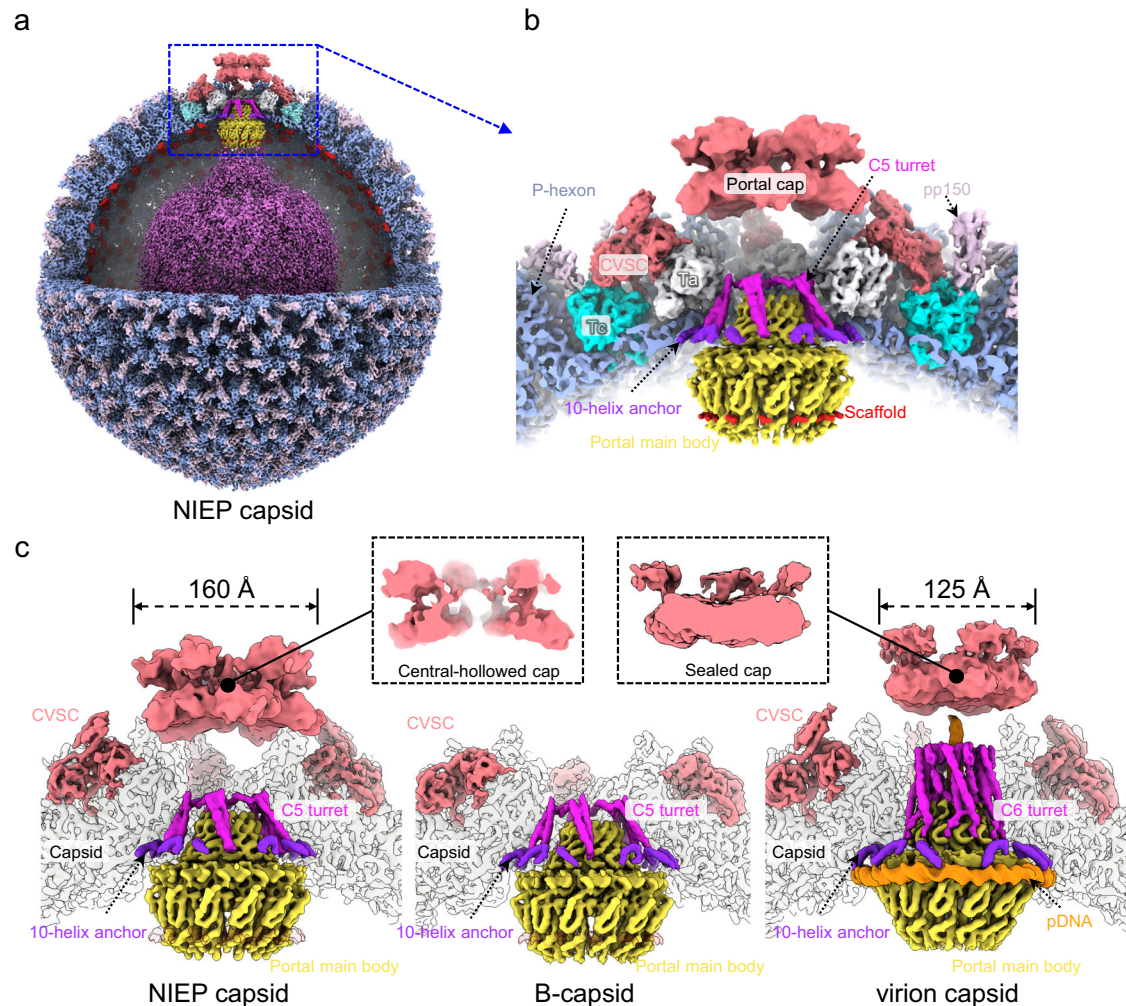 a
NIEP capsid
b
Portal cap
C5 turret
P-hexon
pp150
CVSC
Ta
Tc
10-helix anchor
Scaffold
Portal main body
c
160 Å
Central-hollowed cap
Sealed cap
125 Å
CVSC
C5 turret
Capsid
10-helix anchor
Portal main body
NIEP capsid
CVSC
C5 turret
Capsid
10-helix anchor
Portal main body
B-capsid
CVSC
C6 turret
Capsid
10-helix anchor
pDNA
Portal main body
virion capsid